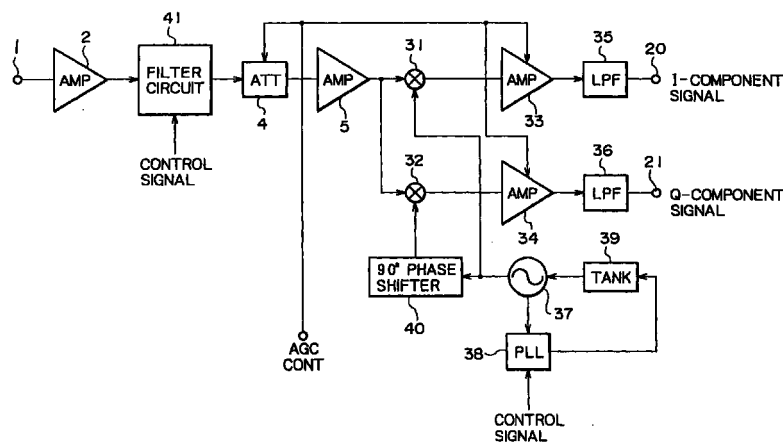 41
2
1
AMP
FILTER
CIRCUIT
ATT
4
AMP
5
31
AMP
33
35
LPF
20
I-COMPONENT
SIGNAL
CONTROL
SIGNAL
32
AMP
34
36
LPF
21
Q-COMPONENT
SIGNAL
90° PHASE
SHIFTER
40
37
39
TANK
AGC
CONT
38
PLL
CONTROL
SIGNAL